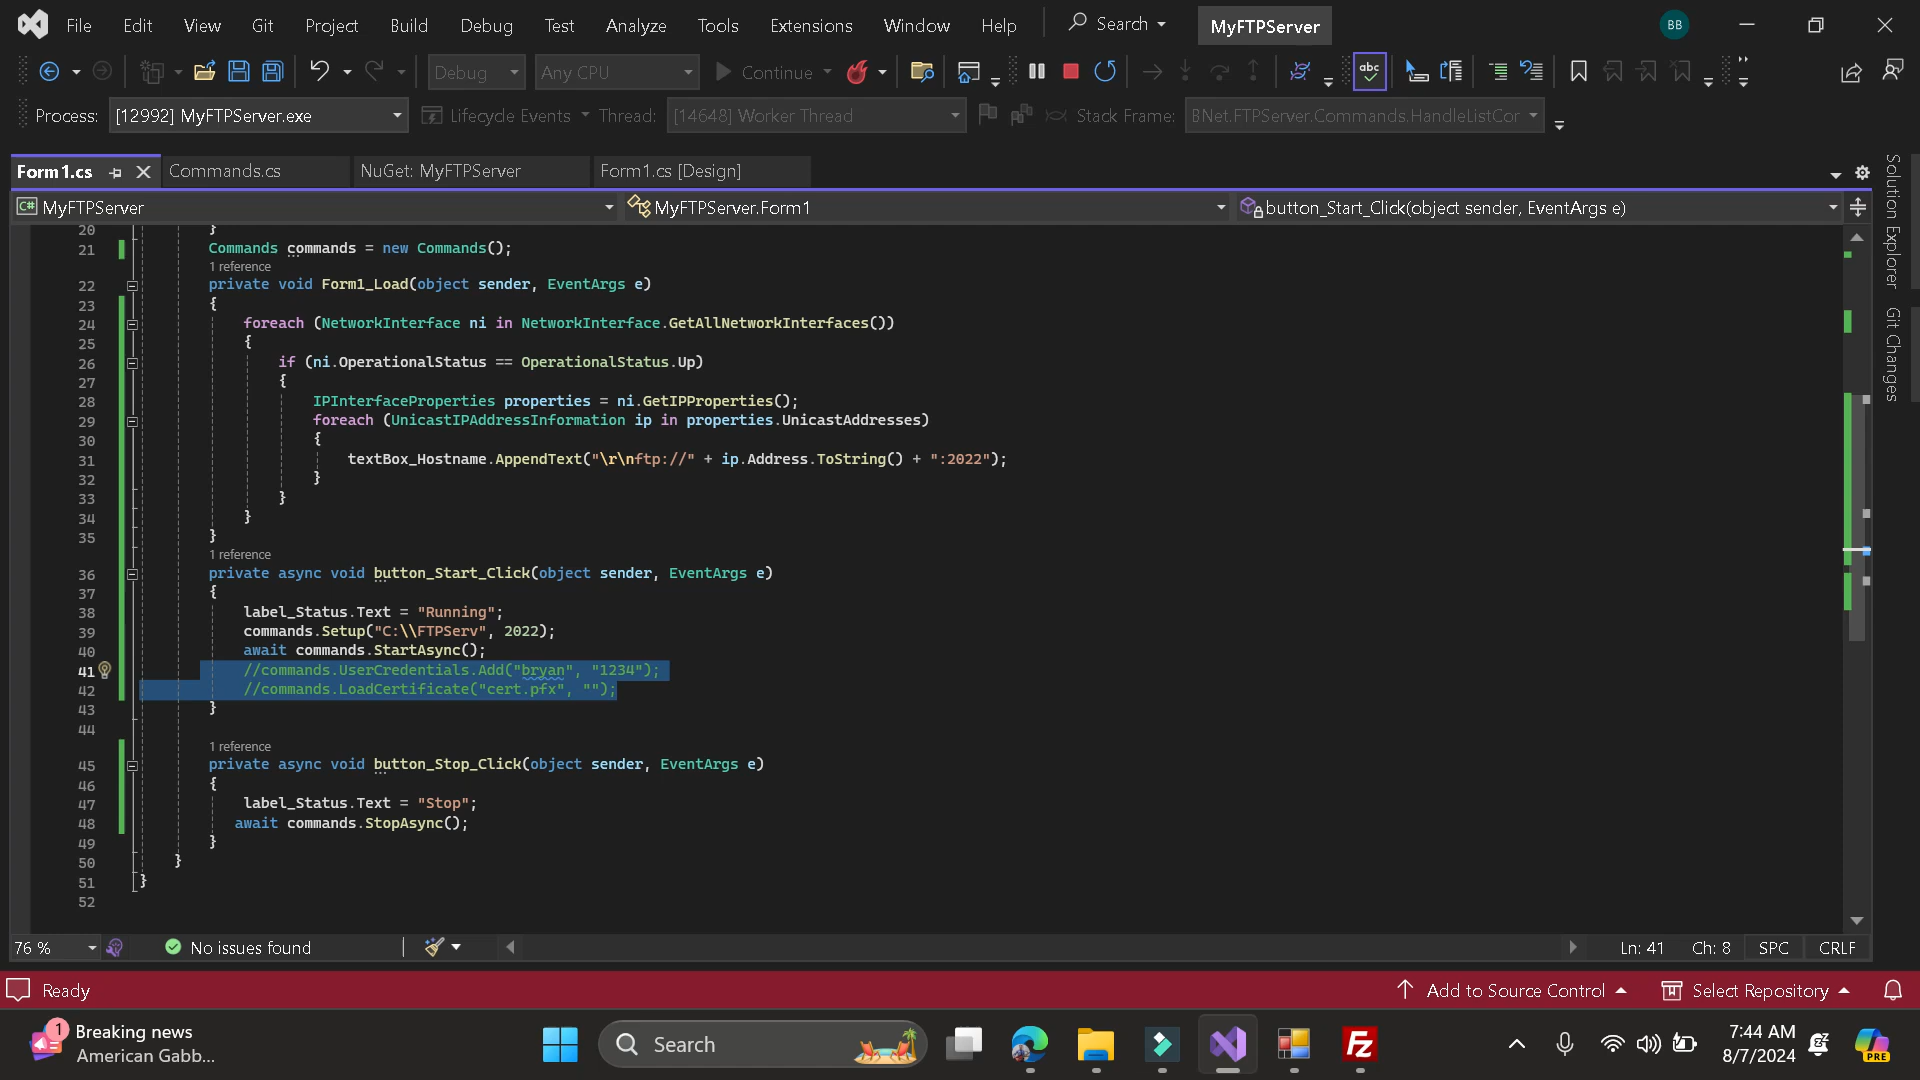 File Edit View Git Project Build Debug Test Analyze Tools Extensions Window Help Search MyFTPServer BB
Debug Any CPU Continue abc
Process: [12992] MyFTPServer.exe Lifecycle Events Thread: [14648] Worker Thread Stack Frame: BNet.FTPServer.Commands.HandleListCor
Form1.cs Commands.cs NuGet: MyFTPServer Form1.cs [Design]
C# MyFTPServer MyFTPServer.Form1 button_Start_Click(object sender, EventArgs e)
Solution Explorer
Git Changes
20 }
21 Commands commands = new Commands();
1 reference
22 private void Form1_Load(object sender, EventArgs e)
23 {
24 foreach (NetworkInterface ni in NetworkInterface.GetAllNetworkInterfaces())
25 {
26 if (ni.OperationalStatus == OperationalStatus.Up)
27 {
28 IPInterfaceProperties properties = ni.GetIPProperties();
29 foreach (UnicastIPAddressInformation ip in properties.UnicastAddresses)
30 {
31 textBox_Hostname.AppendText("\r\nftp://" + ip.Address.ToString() + ":2022");
32 }
33 }
34 }
35 }
1 reference
36 private async void button_Start_Click(object sender, EventArgs e)
37 {
38 label_Status.Text = "Running";
39 commands.Setup("C:\\FTPServ", 2022);
40 await commands.StartAsync();
41 //commands.UserCredentials.Add("bryan", "1234");
42 //commands.LoadCertificate("cert.pfx", "");
43 }
44
1 reference
45 private async void button_Stop_Click(object sender, EventArgs e)
46 {
47 label_Status.Text = "Stop";
48 await commands.StopAsync();
49 }
50 }
51 }
52
76 % No issues found Ln: 41 Ch: 8 SPC CRLF
Ready Add to Source Control Select Repository
1 Breaking news
American Gabb...
Search
Fz
7:44 AM
8/7/2024
PRE